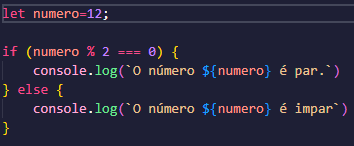 let numero=12;
if (numero % 2 === 0) {
    console.log(`O número ${numero} é par.`)
} else {
    console.log(`O número ${numero} é impar`)
}